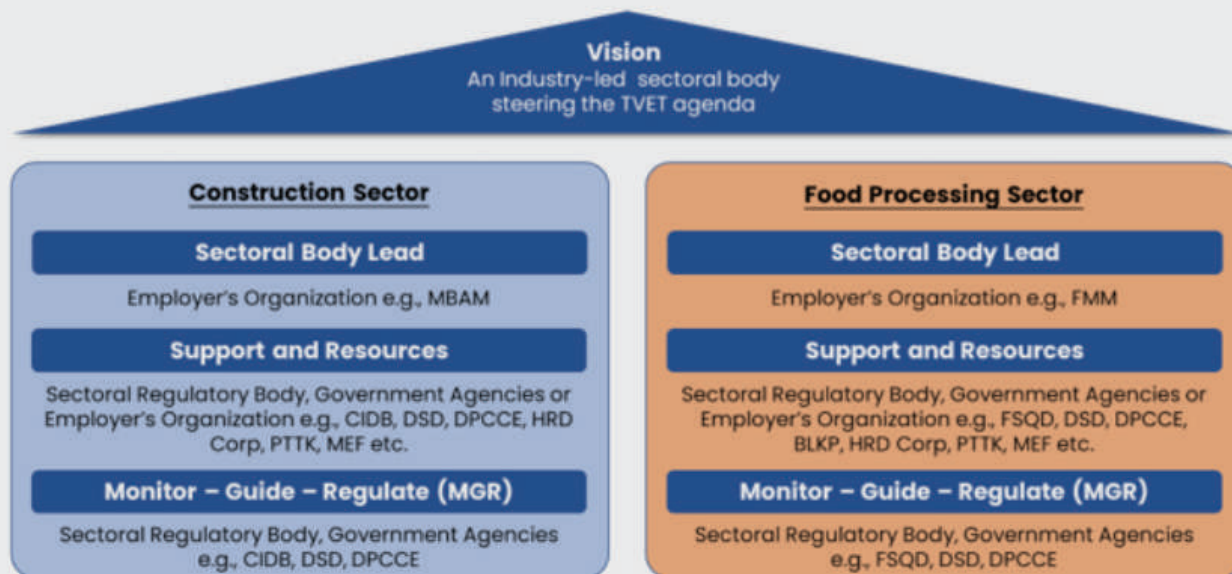 Vision
An Industry-led sectoral body
steering the TVET agenda
Construction Sector
Sectoral Body Lead
Employer's Organization e.g., MBAM
Support and Resources
Sectoral Regulatory Body, Government Agencies or
Employer's Organization e.g., CIDB, DSD, DPCCE, HRD
Corp, PTTK, MEF etc.
Monitor – Guide – Regulate (MGR)
Sectoral Regulatory Body, Government Agencies
e.g., CIDB, DSD, DPCCE
Food Processing Sector
Sectoral Body Lead
Employer's Organization e.g., FMM
Support and Resources
Sectoral Regulatory Body, Government Agencies or
Employer's Organization e.g., FSQD, DSD, DPCCE,
BLKP, HRD Corp, PTTK, MEF etc.
Monitor – Guide – Regulate (MGR)
Sectoral Regulatory Body, Government Agencies
e.g., FSQD, DSD, DPCCE